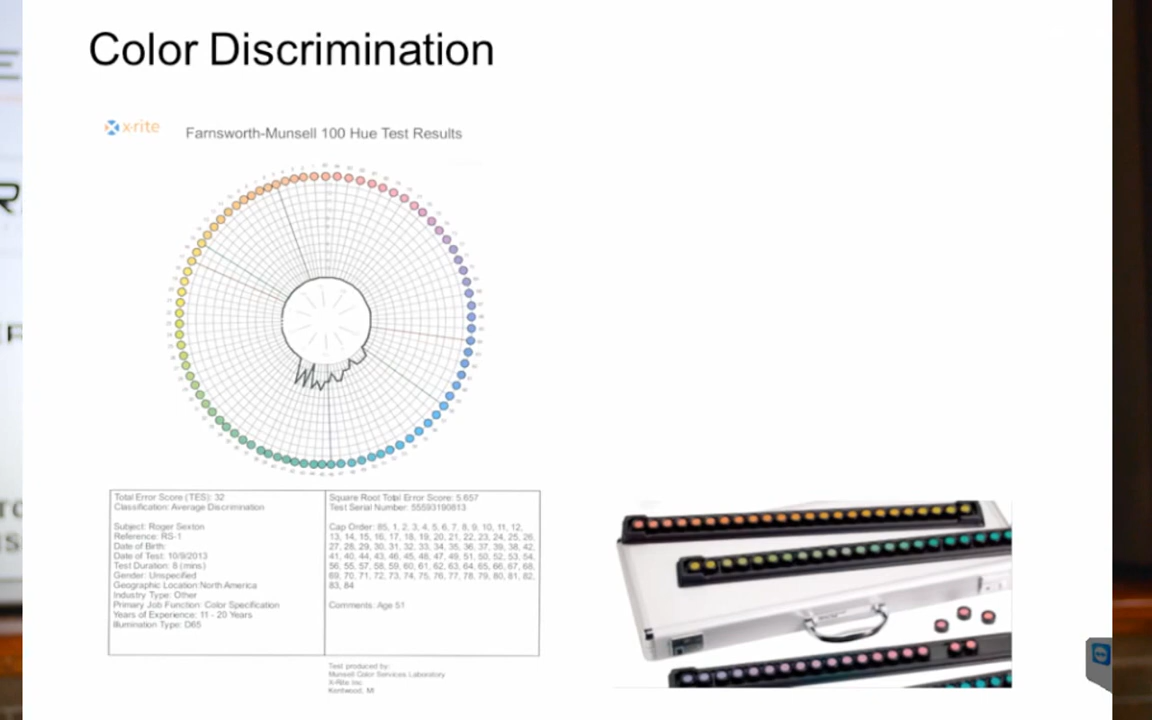 Color Discrimination
x-rite
Farnsworth-Munsell 100 Hue Test Results
Total Error Score (TES): 32
Classification: Average Discrimination
Subject: Roger Sexton
Reference: RS-1
Date of Birth:
Date of Test: 10/9/2013
Test Duration: 8 (mins)
Gender: Unspecified
Geographic Location:North America
Industry Type: Other
Primary Job Function: Color Specification
Years of Experience: 11 - 20 Years
Illumination Type: D65
Square Root Total Error Score: 5.657
Test Serial Number: 55593190813
Cap Order: 85, 1, 2, 3, 4, 5, 6, 7, 8, 9, 10, 11, 12,
13, 14, 15, 16, 17, 18, 19, 20, 21, 22, 23, 24, 25, 26,
27, 28, 29, 30, 31, 32, 33, 34, 35, 36, 37, 39, 38, 42,
41, 40, 44, 43, 46, 45, 48, 47, 49, 51, 50, 52, 53, 54,
56, 55, 57, 58, 59, 60, 61, 62, 63, 64, 65, 66, 67, 68,
69, 70, 71, 72, 73, 74, 75, 76, 77, 78, 79, 80, 81, 82,
83, 84
Comments: Age 51
Test produced by:
Munsell Color Services Laboratory
X-Rite Inc.
Kentwood, MI